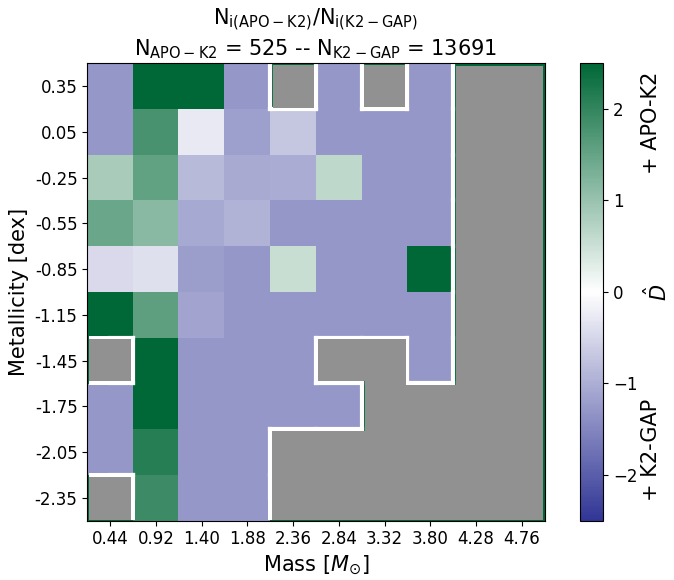 N_i(APO−K2)/N_i(K2−GAP)
N_APO−K2 = 525 -- N_K2−GAP = 13691
0.35
0.05
-0.25
-0.55
-0.85
-1.15
-1.45
-1.75
-2.05
-2.35
Metallicity [dex]
0.44 0.92 1.40 1.88 2.36 2.84 3.32 3.80 4.28 4.76
Mass [M_⊙]
2
1
0
−1
−2
+ APO-K2
D̂
+ K2-GAP